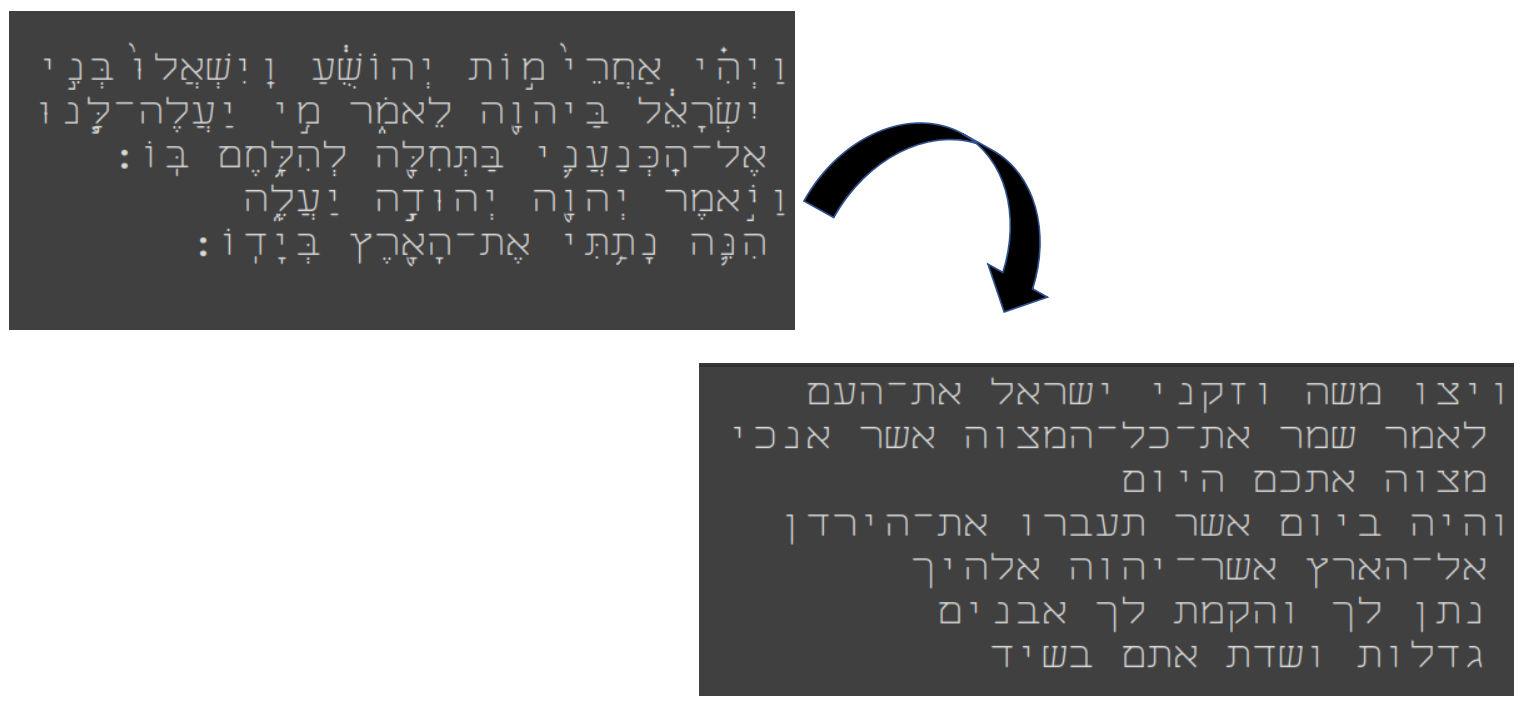 וַיְהִ֗י אַחֲרֵי֙ מ֣וֹת יְהוֹשֻׁ֔עַ וַֽיִּשְׁאֲלוּ֙ בְּנֵ֣י
יִשְׂרָאֵ֔ל בַּיהוָ֖ה לֵאמֹ֑ר מִ֣י יַעֲלֶה־לָּ֧נוּ
אֶל־הַֽכְּנַעֲנִ֛י בַּתְּחִלָּ֖ה לְהִלָּ֥חֶם בּֽוֹ׃
וַיֹּ֣אמֶר יְהוָ֖ה יְהוּדָ֣ה יַעֲלֶ֑ה
הִנֵּ֛ה נָתַ֥תִּי אֶת־הָאָ֖רֶץ בְּיָדֽוֹ׃
ויצו משה וזקני ישראל את־העם
לאמר שמר את־כל־המצוה אשר אנכי
מצוה אתכם היום
והיה ביום אשר תעברו את־הירדן
אל־הארץ אשר־יהוה אלהיך
נתן לך והקמת לך אבנים
גדלות ושדת אתם בשיד